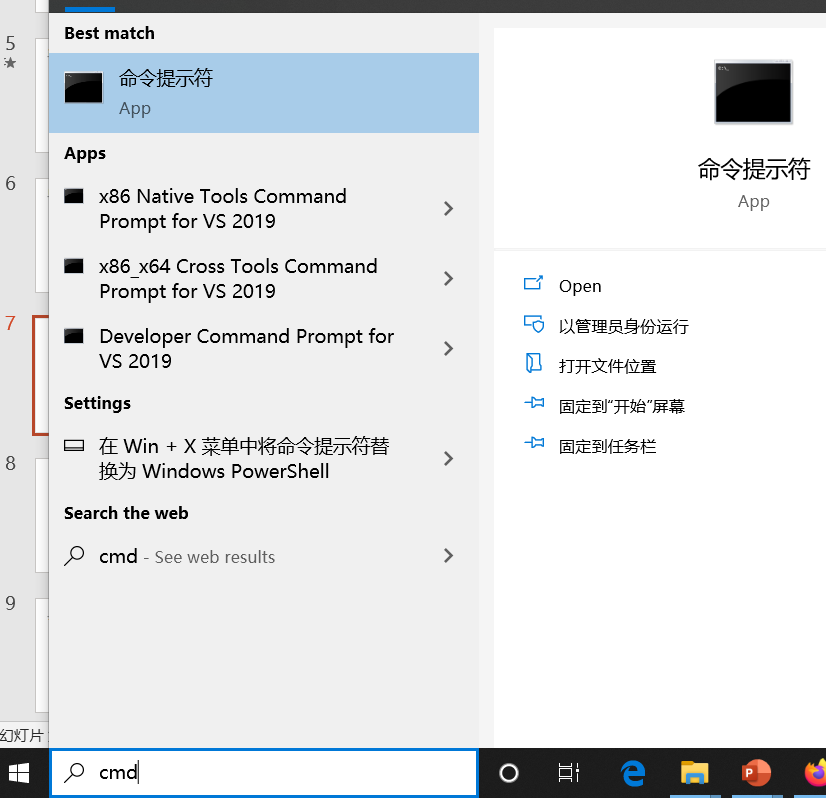 5
6
7
8
9
幻灯片
Best match
命令提示符
App
Apps
x86 Native Tools Command
Prompt for VS 2019
x86_x64 Cross Tools Command
Prompt for VS 2019
Developer Command Prompt for
VS 2019
Settings
在 Win + X 菜单中将命令提示符替
换为 Windows PowerShell
Search the web
cmd - See web results
命令提示符
App
Open
以管理员身份运行
打开文件位置
固定到“开始”屏幕
固定到任务栏
cmd
P